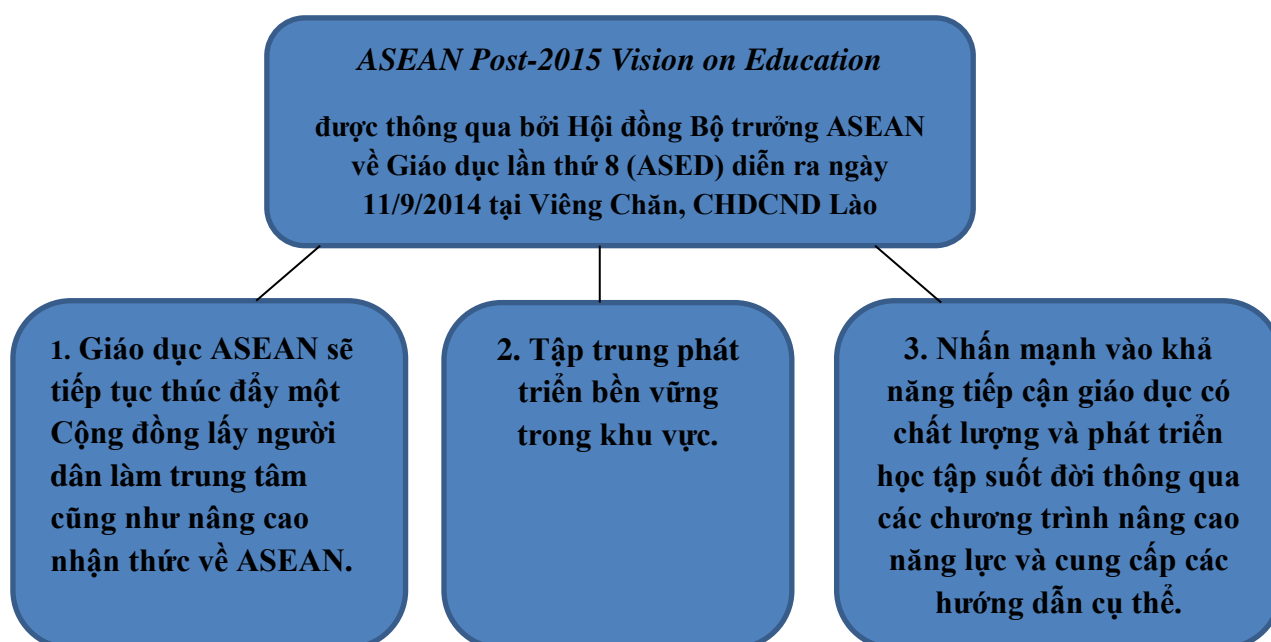 ASEAN Post-2015 Vision on Education
được thông qua bởi Hội đồng Bộ trưởng ASEAN
về Giáo dục lần thứ 8 (ASED) diễn ra ngày
11/9/2014 tại Viêng Chăn, CHDCND Lào
1. Giáo dục ASEAN sẽ
tiếp tục thúc đẩy một
Cộng đồng lấy người
dân làm trung tâm
cũng như nâng cao
nhận thức về ASEAN.
2. Tập trung phát
triển bền vững
trong khu vực.
3. Nhấn mạnh vào khả
năng tiếp cận giáo dục có
chất lượng và phát triển
học tập suốt đời thông qua
các chương trình nâng cao
năng lực và cung cấp các
hướng dẫn cụ thể.